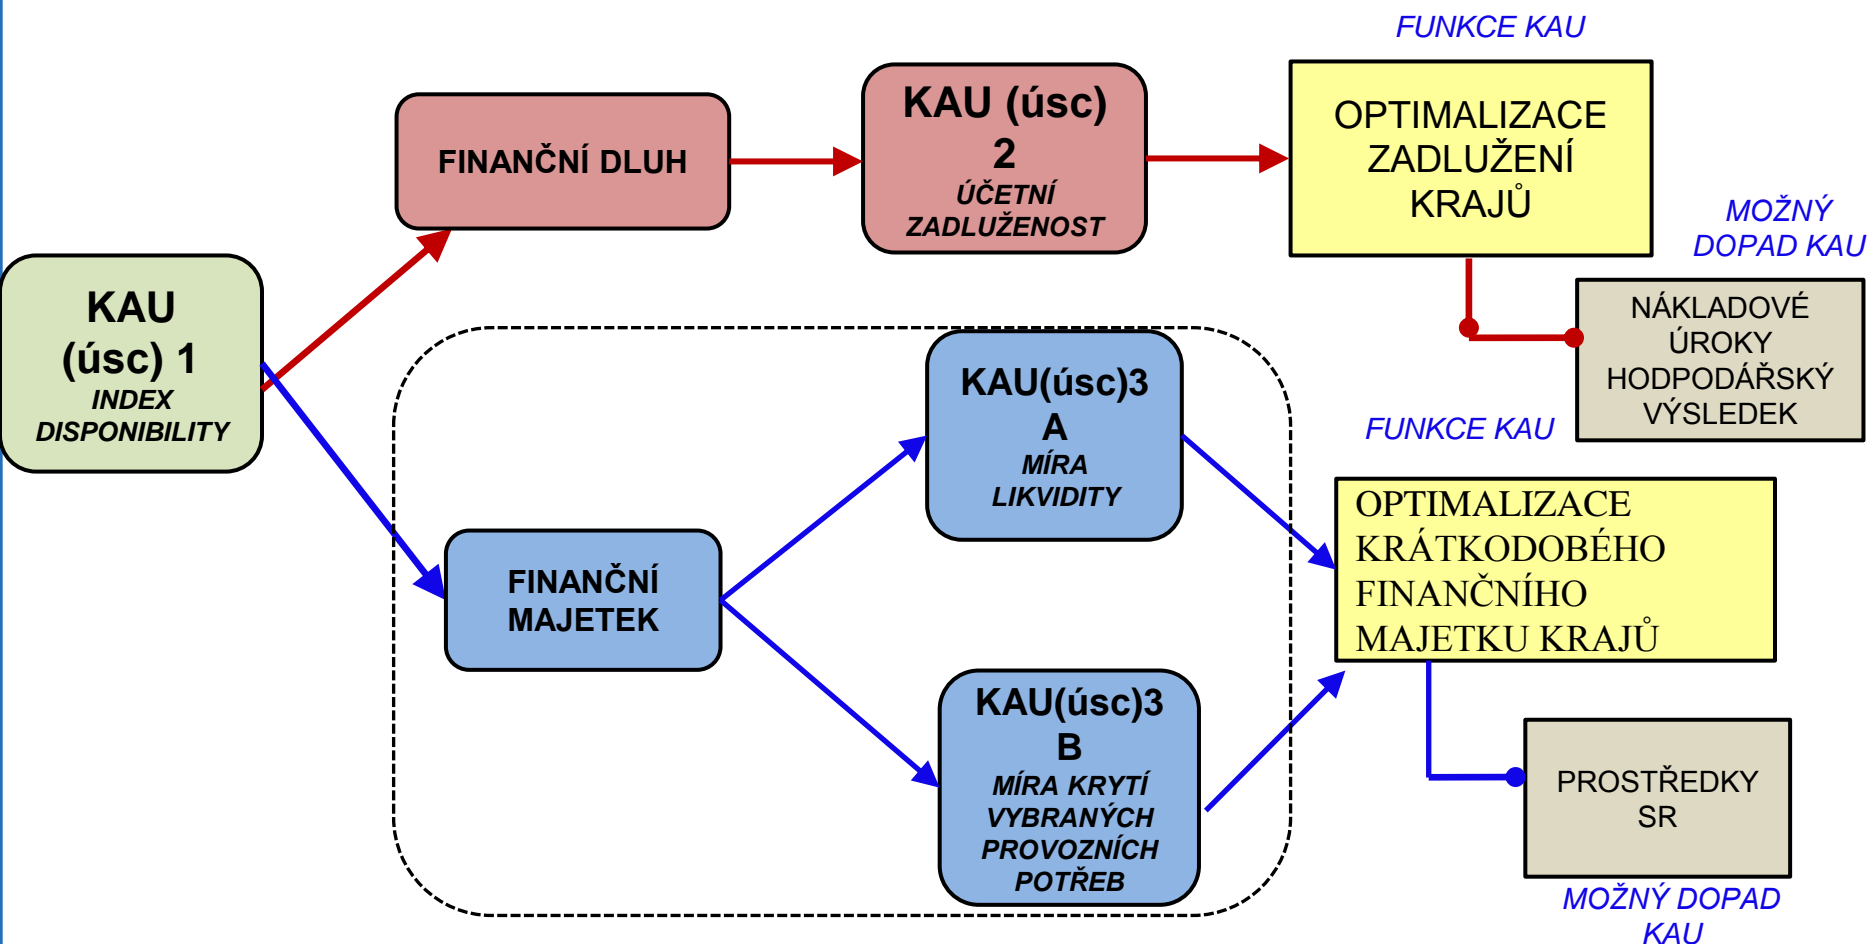 FUNKCE KAU
OPTIMALIZACE
ZADLUŽENÍ
KRAJŮ
KAU (úsc)
2
ÚČETNÍ
ZADLUŽENOST
FINANČNÍ DLUH
MOŽNÝ
DOPAD KAU
NÁKLADOVÉ
ÚROKY
HODPODÁŘSKÝ
VÝSLEDEK
KAU
(úsc) 1
INDEX
DISPONIBILITY
KAU(úsc)3
A
MÍRA
LIKVIDITY
FUNKCE KAU
OPTIMALIZACE
KRÁTKODOBÉHO
FINANČNÍHO
MAJETKU KRAJŮ
FINANČNÍ
MAJETEK
KAU(úsc)3
B
MÍRA KRYTÍ
VYBRANÝCH
PROVOZNÍCH
POTŘEB
PROSTŘEDKY
SR
MOŽNÝ DOPAD
KAU